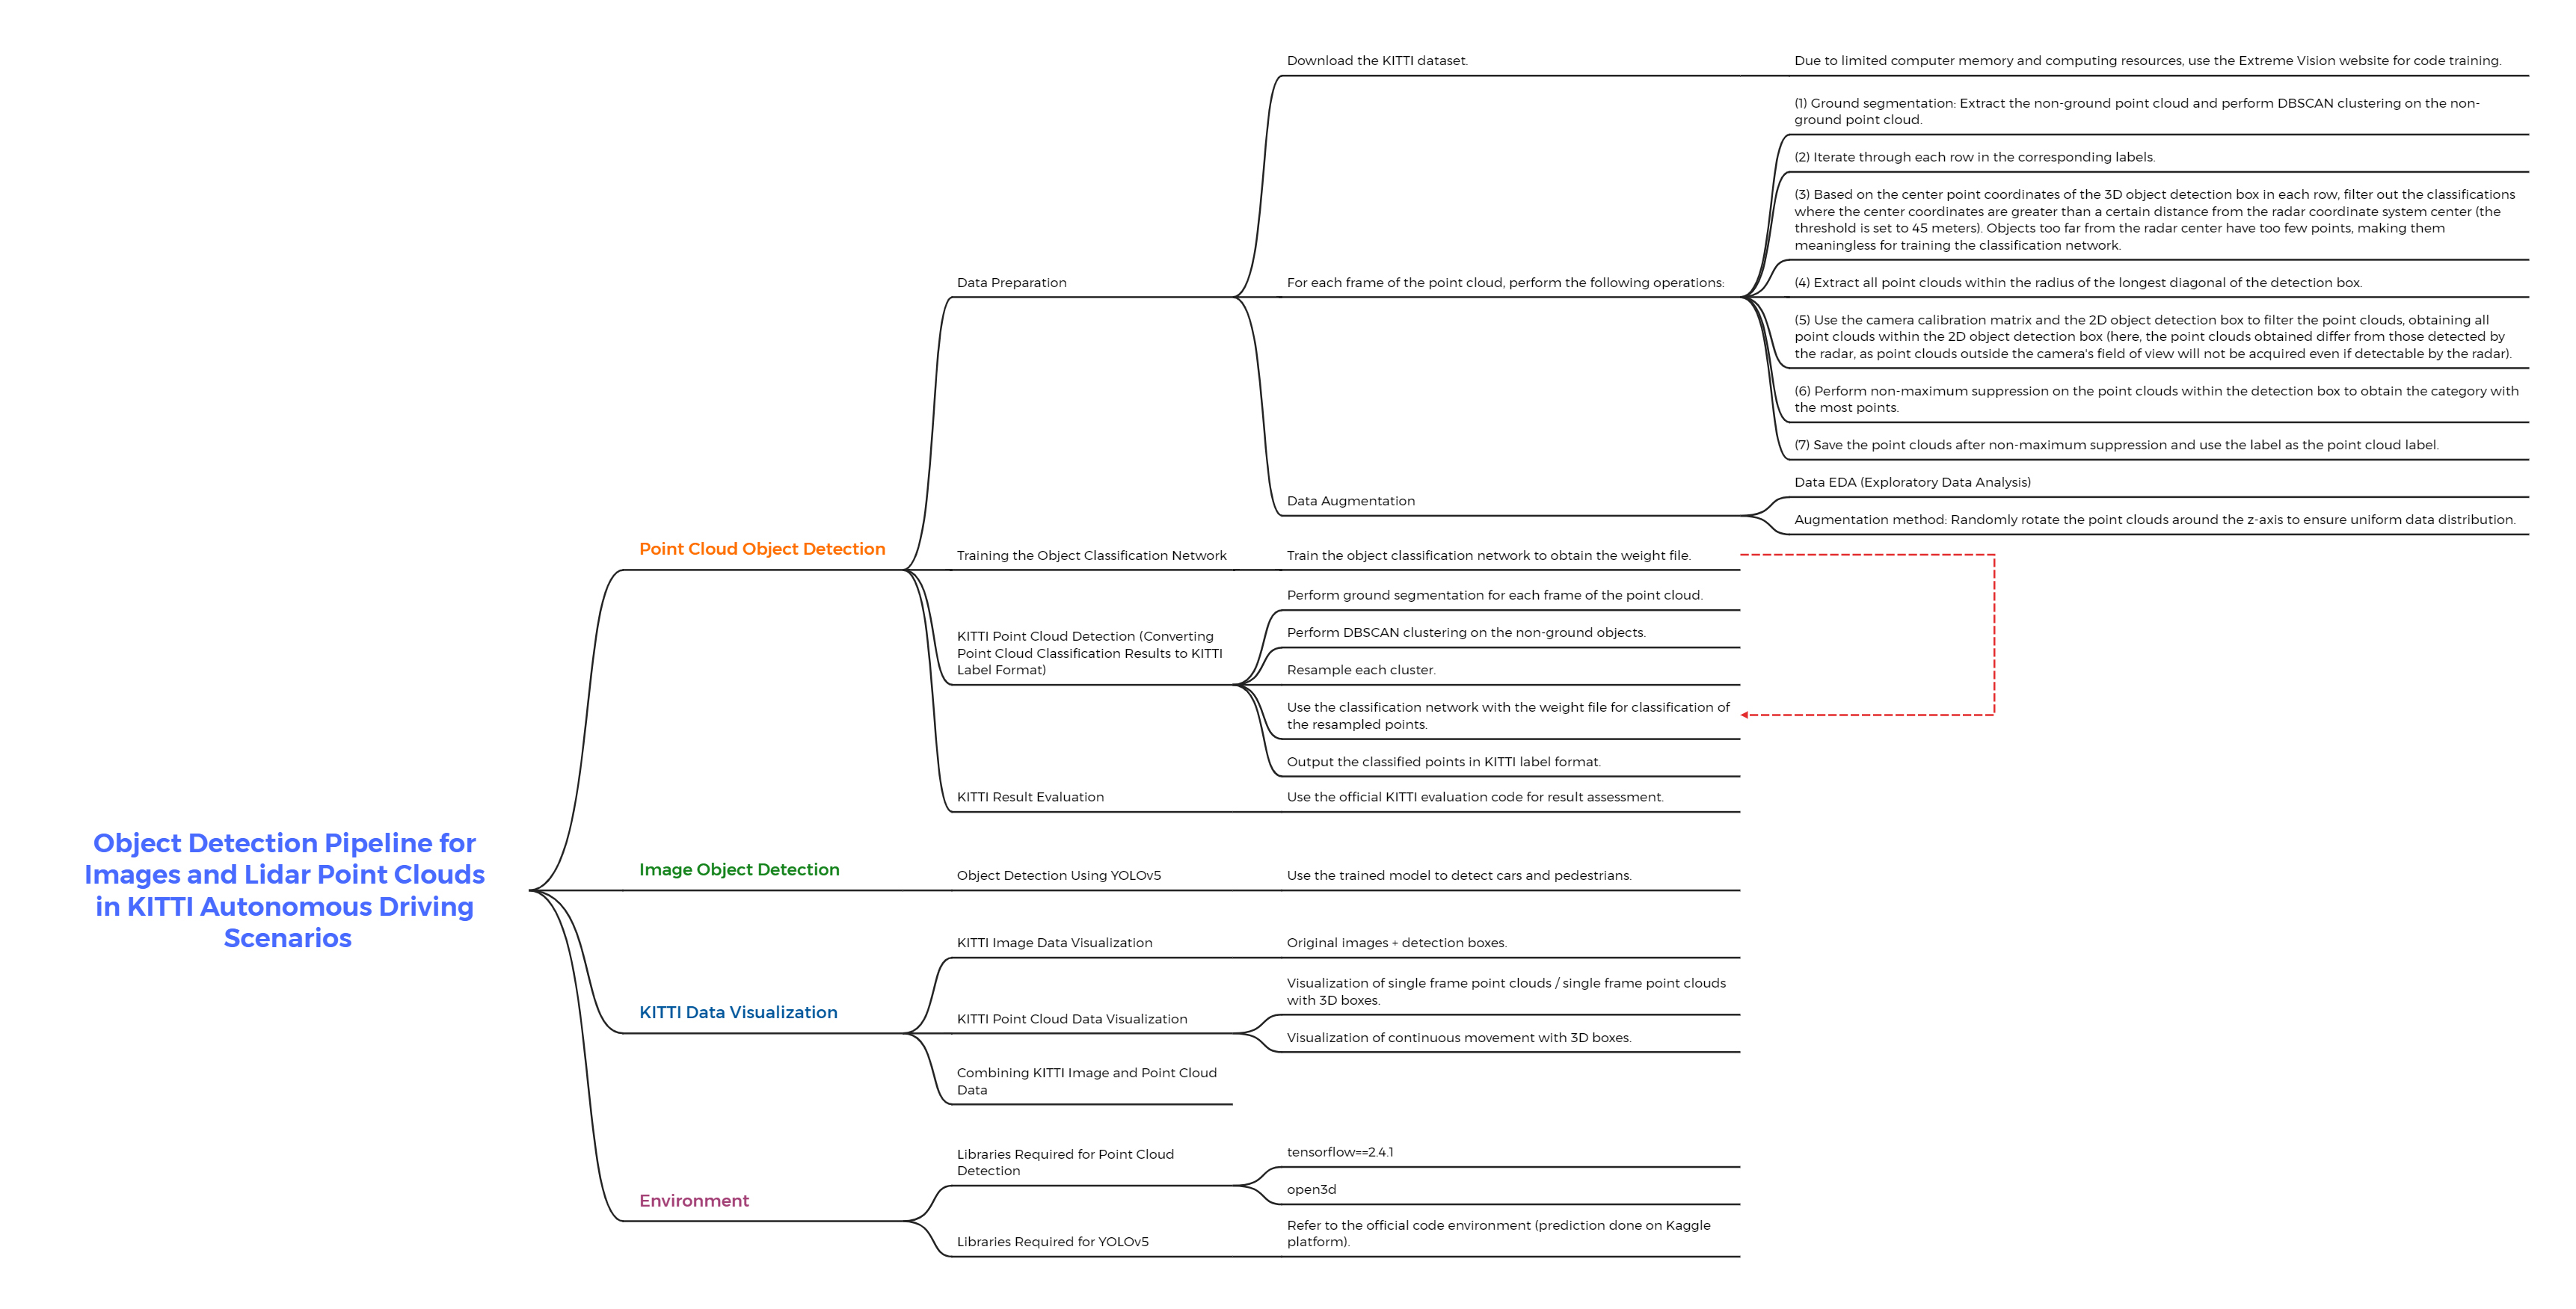 Object Detection Pipeline for
Images and Lidar Point Clouds
in KITTI Autonomous Driving
Scenarios
Point Cloud Object Detection
Data Preparation
Download the KITTI dataset.
Due to limited computer memory and computing resources, use the Extreme Vision website for code training.
For each frame of the point cloud, perform the following operations:
(1) Ground segmentation: Extract the non-ground point cloud and perform DBSCAN clustering on the non-
ground point cloud.
(2) Iterate through each row in the corresponding labels.
(3) Based on the center point coordinates of the 3D object detection box in each row, filter out the classifications
where the center coordinates are greater than a certain distance from the radar coordinate system center (the
threshold is set to 45 meters). Objects too far from the radar center have too few points, making them
meaningless for training the classification network.
(4) Extract all point clouds within the radius of the longest diagonal of the detection box.
(5) Use the camera calibration matrix and the 2D object detection box to filter the point clouds, obtaining all
point clouds within the 2D object detection box (here, the point clouds obtained differ from those detected by
the radar, as point clouds outside the camera's field of view will not be acquired even if detectable by the radar).
(6) Perform non-maximum suppression on the point clouds within the detection box to obtain the category with
the most points.
(7) Save the point clouds after non-maximum suppression and use the label as the point cloud label.
Data Augmentation
Data EDA (Exploratory Data Analysis)
Augmentation method: Randomly rotate the point clouds around the z-axis to ensure uniform data distribution.
Training the Object Classification Network
Train the object classification network to obtain the weight file.
KITTI Point Cloud Detection (Converting
Point Cloud Classification Results to KITTI
Label Format)
Perform ground segmentation for each frame of the point cloud.
Perform DBSCAN clustering on the non-ground objects.
Resample each cluster.
Use the classification network with the weight file for classification of
the resampled points.
Output the classified points in KITTI label format.
KITTI Result Evaluation
Use the official KITTI evaluation code for result assessment.
Image Object Detection
Object Detection Using YOLOv5
Use the trained model to detect cars and pedestrians.
KITTI Data Visualization
KITTI Image Data Visualization
Original images + detection boxes.
KITTI Point Cloud Data Visualization
Visualization of single frame point clouds / single frame point clouds
with 3D boxes.
Visualization of continuous movement with 3D boxes.
Combining KITTI Image and Point Cloud
Data
Environment
Libraries Required for Point Cloud
Detection
tensorflow==2.4.1
open3d
Libraries Required for YOLOv5
Refer to the official code environment (prediction done on Kaggle
platform).